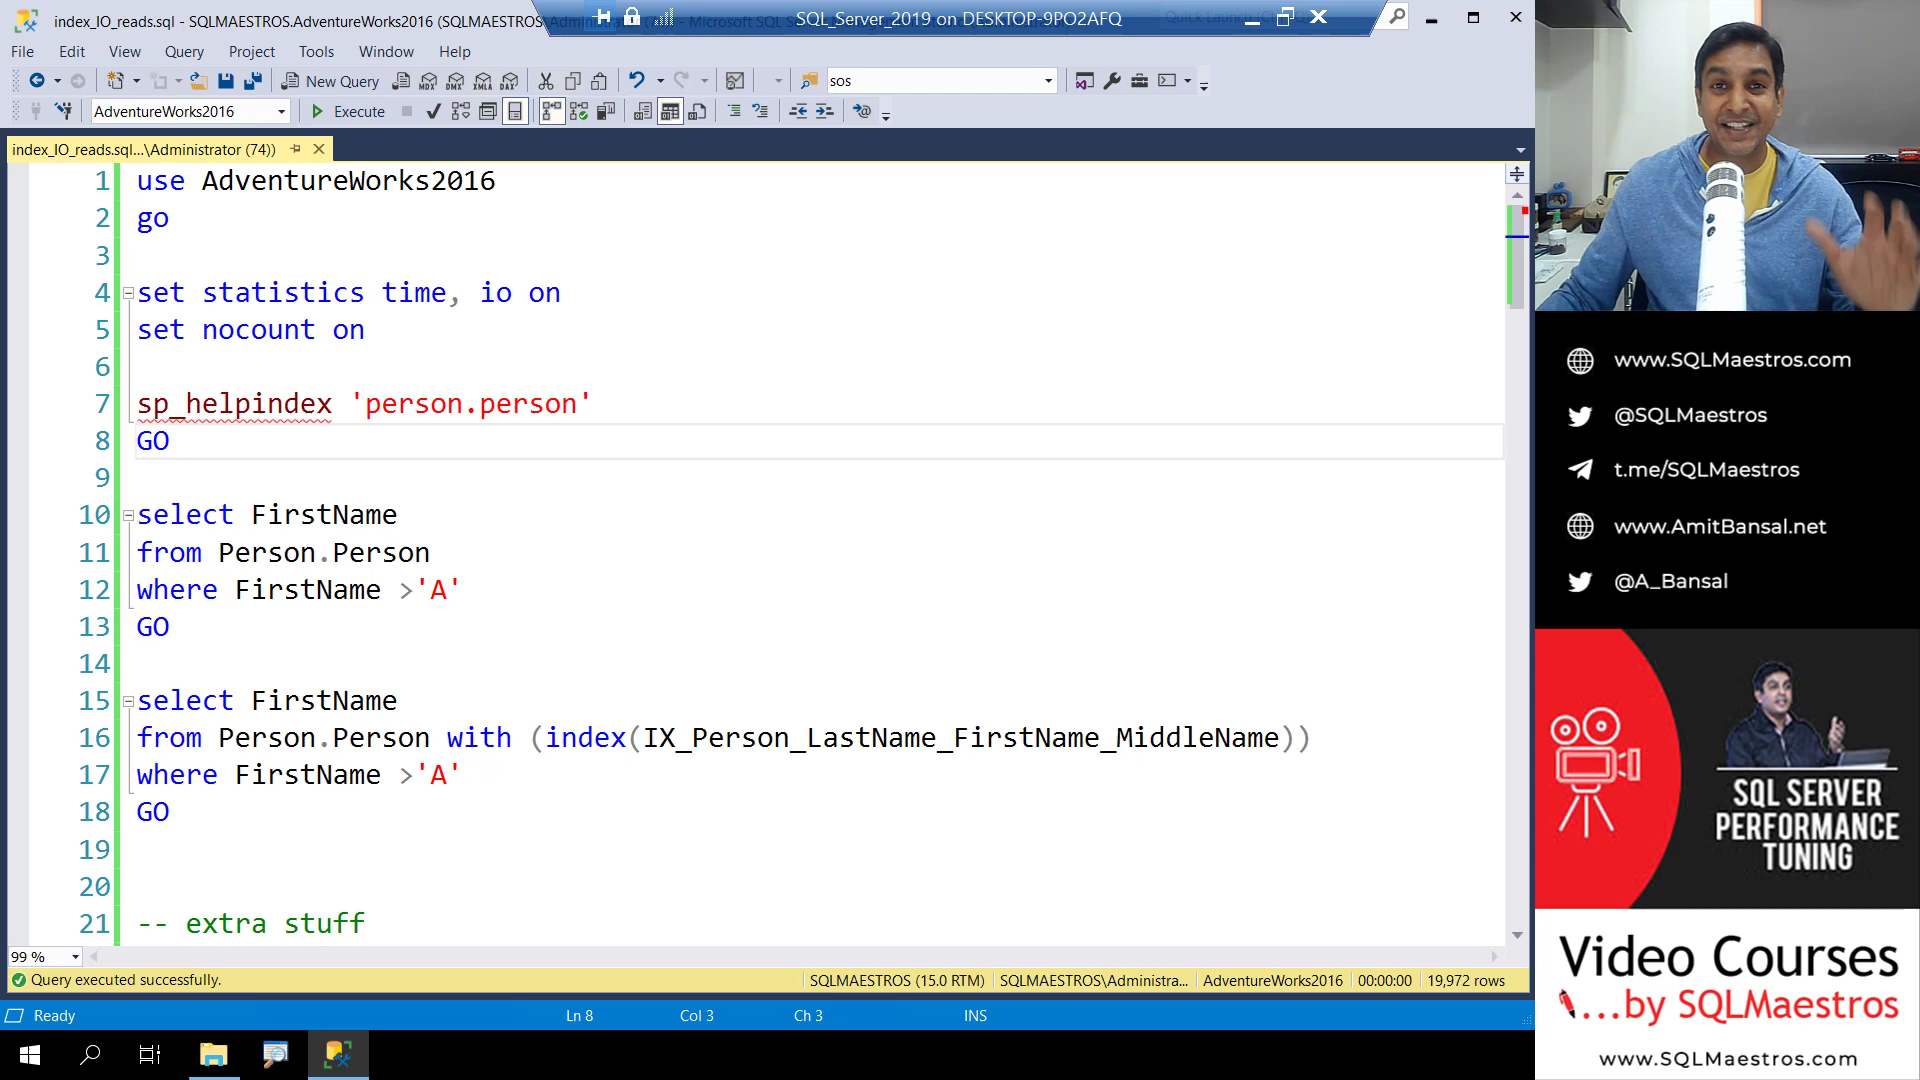 index_IO_reads.sql - SQLMAESTROS.AdventureWorks2016 (SQLMAESTROS\
SQL_Server_2019 on DESKTOP-9PO2AFQ
File Edit View Query Project Tools Window Help
New Query MDX DMX XMLA DAX sos
AdventureWorks2016 Execute
index_IO_reads.sql...\Administrator (74))
1 use AdventureWorks2016
2 go
3
4 set statistics time, io on
5 set nocount on
6
7 sp_helpindex 'person.person'
8 GO
9
10 select FirstName
11 from Person.Person
12 where FirstName >'A'
13 GO
14
15 select FirstName
16 from Person.Person with (index(IX_Person_LastName_FirstName_MiddleName))
17 where FirstName >'A'
18 GO
19
20
21 -- extra stuff
99 %
Query executed successfully. SQLMAESTROS (15.0 RTM) SQLMAESTROS\Administra... AdventureWorks2016 00:00:00 19,972 rows
Ready Ln 8 Col 3 Ch 3 INS
www.SQLMaestros.com
@SQLMaestros
t.me/SQLMaestros
www.AmitBansal.net
@A_Bansal
SQL SERVER
PERFORMANCE
TUNING
Video Courses
...by SQLMaestros
www.SQLMaestros.com